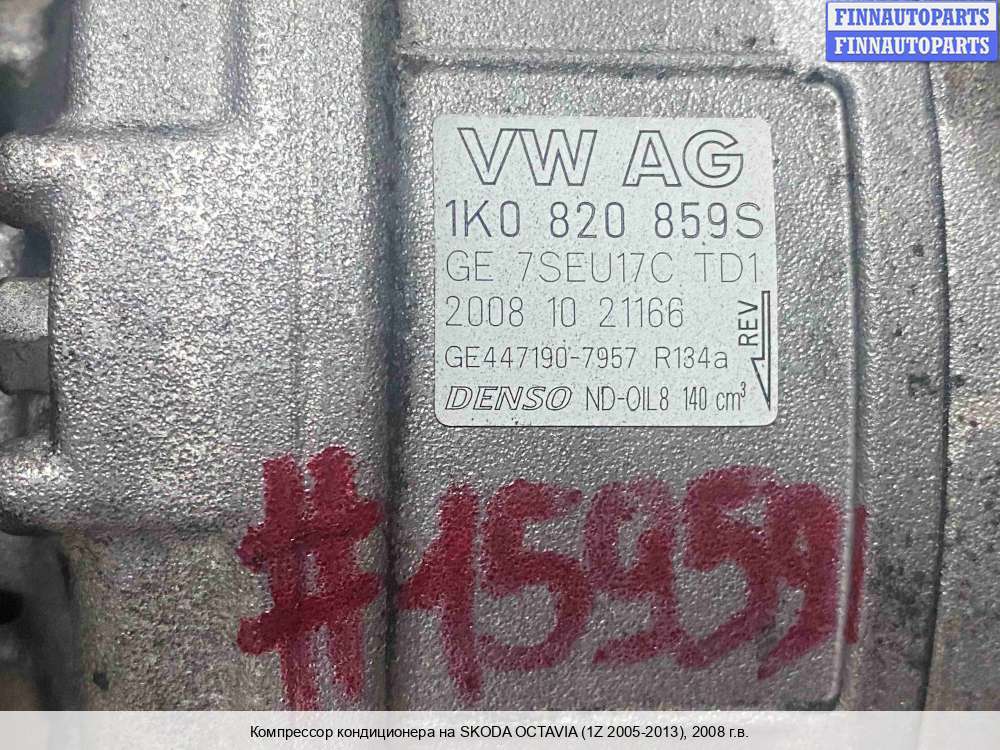 FINNAUTOPARTS
FINNAUTOPARTS
VW AG
1K0 820 859S
GE 7SEU17C TD1
2008 10 21166
GE447190-7957 R134a
REV
DENSO ND-OIL8 140 cm³
#15959
Компрессор кондиционера на SKODA OCTAVIA (1Z 2005-2013), 2008 г.в.